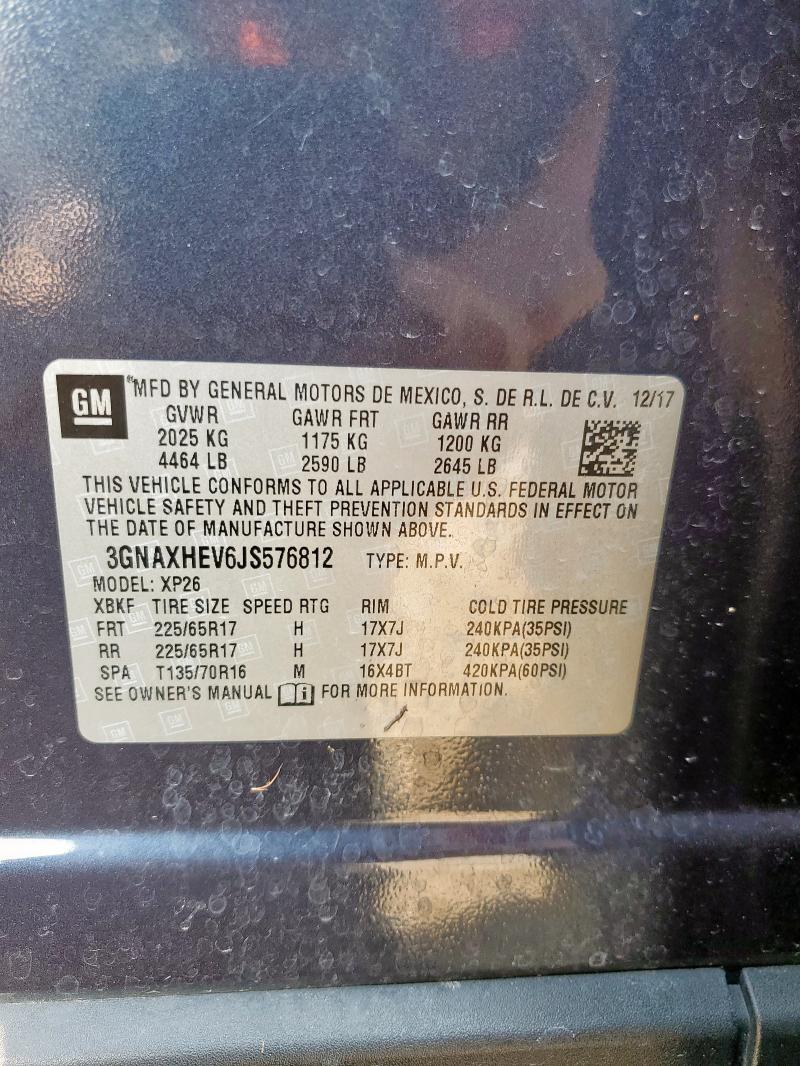 GM MFD BY GENERAL MOTORS DE MEXICO, S. DE R.L. DE C.V. 12/17
GVWR GAWR FRT GAWR RR
2025 KG 1175 KG 1200 KG
4464 LB 2590 LB 2645 LB
THIS VEHICLE CONFORMS TO ALL APPLICABLE U.S. FEDERAL MOTOR
VEHICLE SAFETY AND THEFT PREVENTION STANDARDS IN EFFECT ON
THE DATE OF MANUFACTURE SHOWN ABOVE.
3GNAXHEV6JS576812 TYPE: M.P.V.
MODEL: XP26
XBKF TIRE SIZE SPEED RTG RIM COLD TIRE PRESSURE
FRT 225/65R17 H 17X7J 240KPA(35PSI)
RR 225/65R17 H 17X7J 240KPA(35PSI)
SPA T135/70R16 M 16X4BT 420KPA(60PSI)
SEE OWNER'S MANUAL FOR MORE INFORMATION.